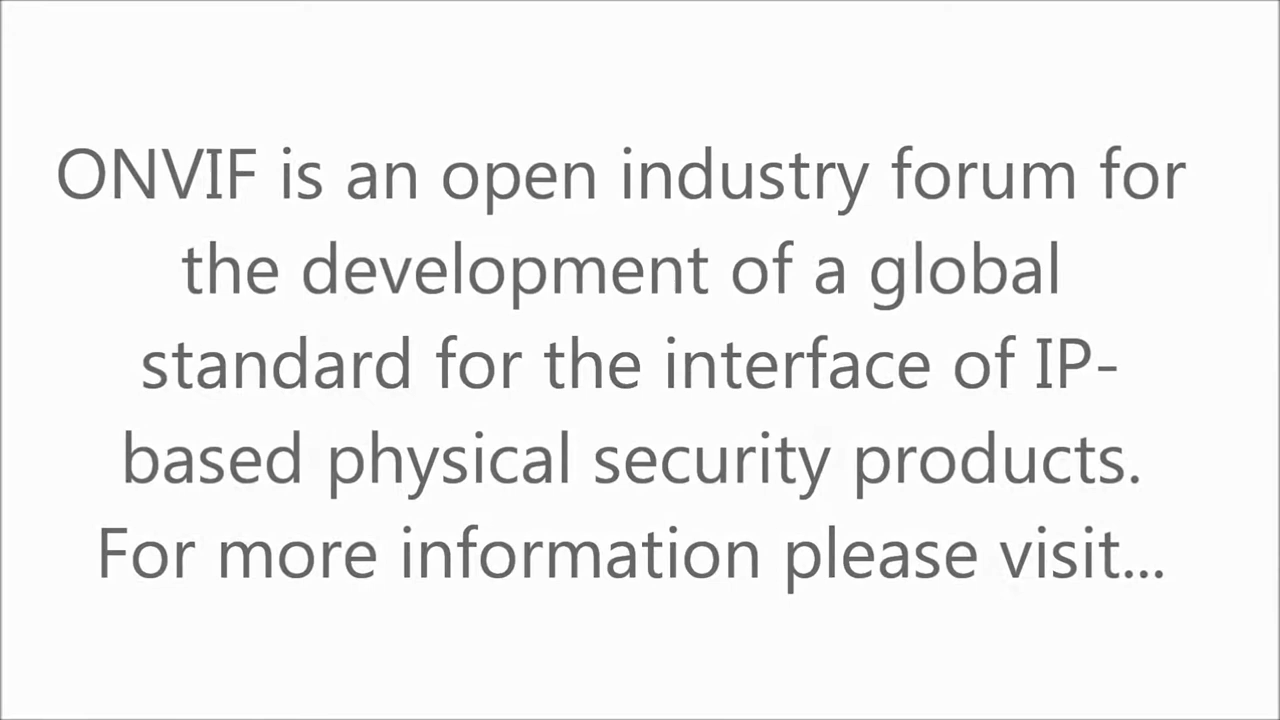 ONVIF is an open industry forum for
the development of a global
standard for the interface of IP-
based physical security products.
For more information please visit...